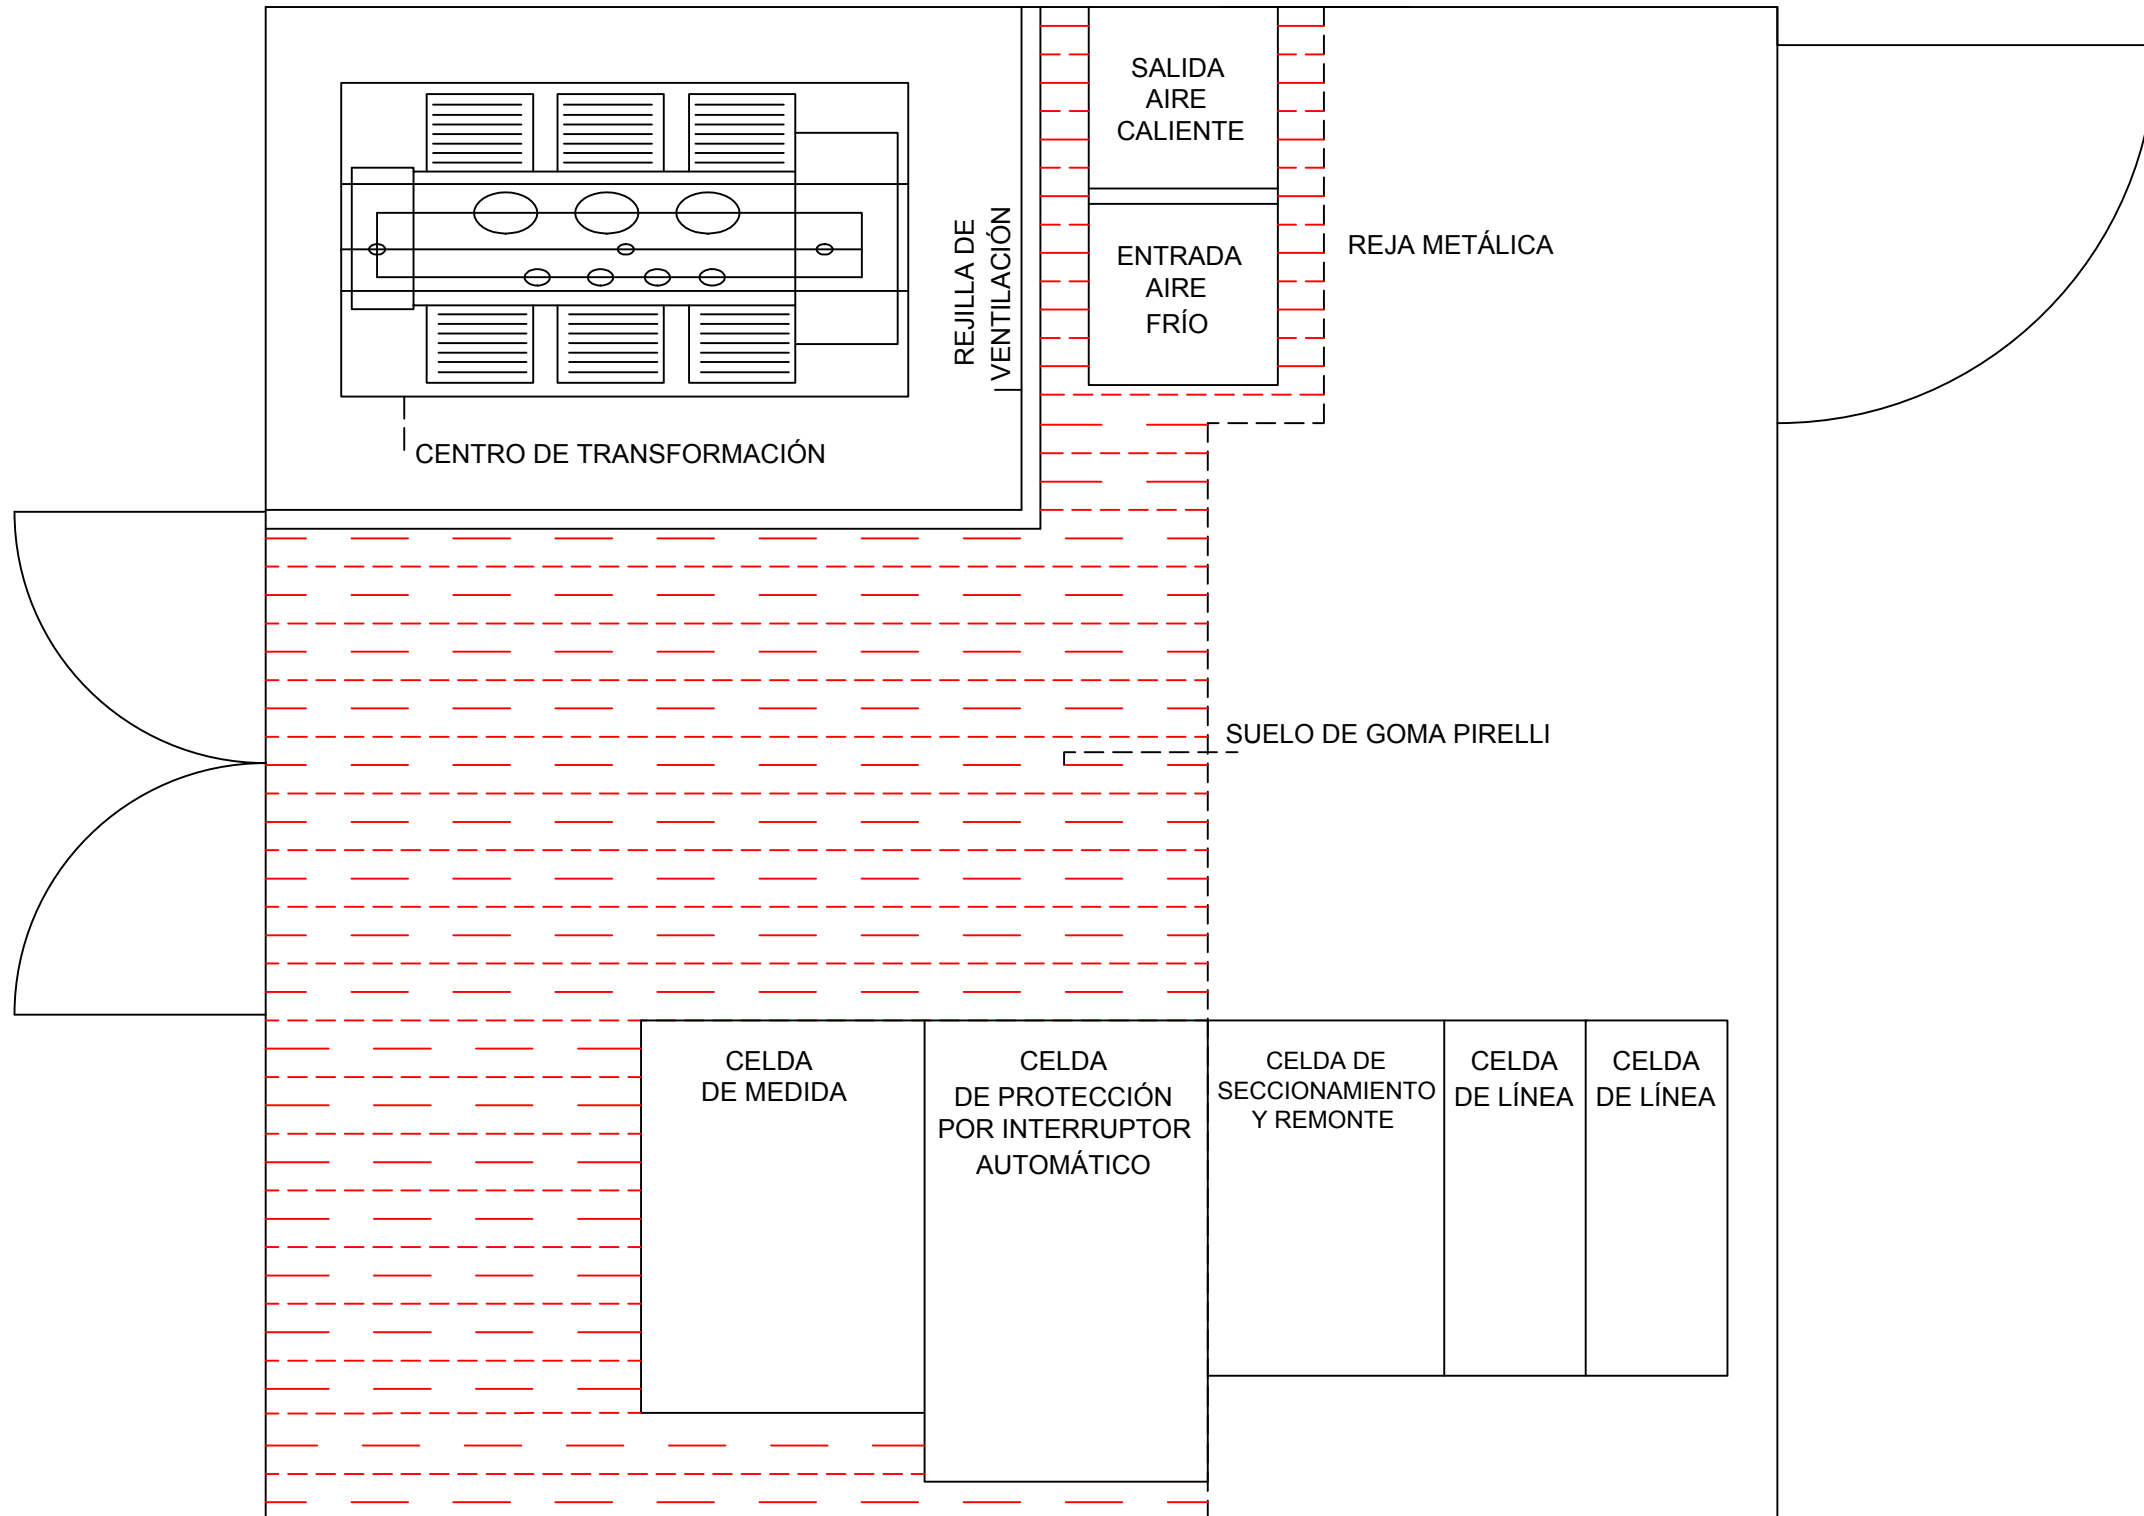 SALIDA
AIRE
CALIENTE
ENTRADA
AIRE
FRÍO
REJILLA DE
VENTILACIÓN
REJA METÁLICA
CENTRO DE TRANSFORMACIÓN
SUELO DE GOMA PIRELLI
CELDA
DE MEDIDA
CELDA
DE PROTECCIÓN
POR INTERRUPTOR
AUTOMÁTICO
CELDA DE
SECCIONAMIENTO
Y REMONTE
CELDA
DE LÍNEA
CELDA
DE LÍNEA